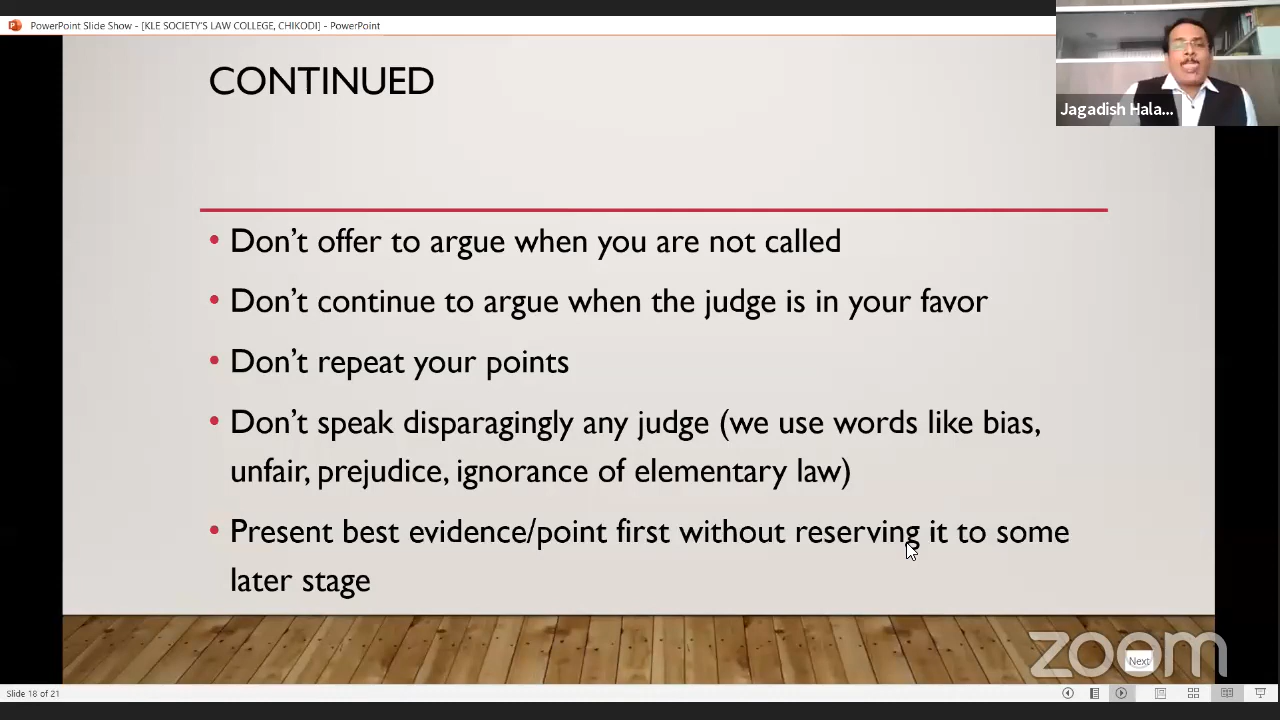 PowerPoint Slide Show - [KLE SOCIETY'S LAW COLLEGE, CHIKODI] - PowerPoint
Jagadish Hala...
CONTINUED
• Don't offer to argue when you are not called
• Don't continue to argue when the judge is in your favor
• Don't repeat your points
• Don't speak disparagingly any judge (we use words like bias,
unfair, prejudice, ignorance of elementary law)
• Present best evidence/point first without reserving it to some
later stage
zoom
Next
Slide 18 of 21